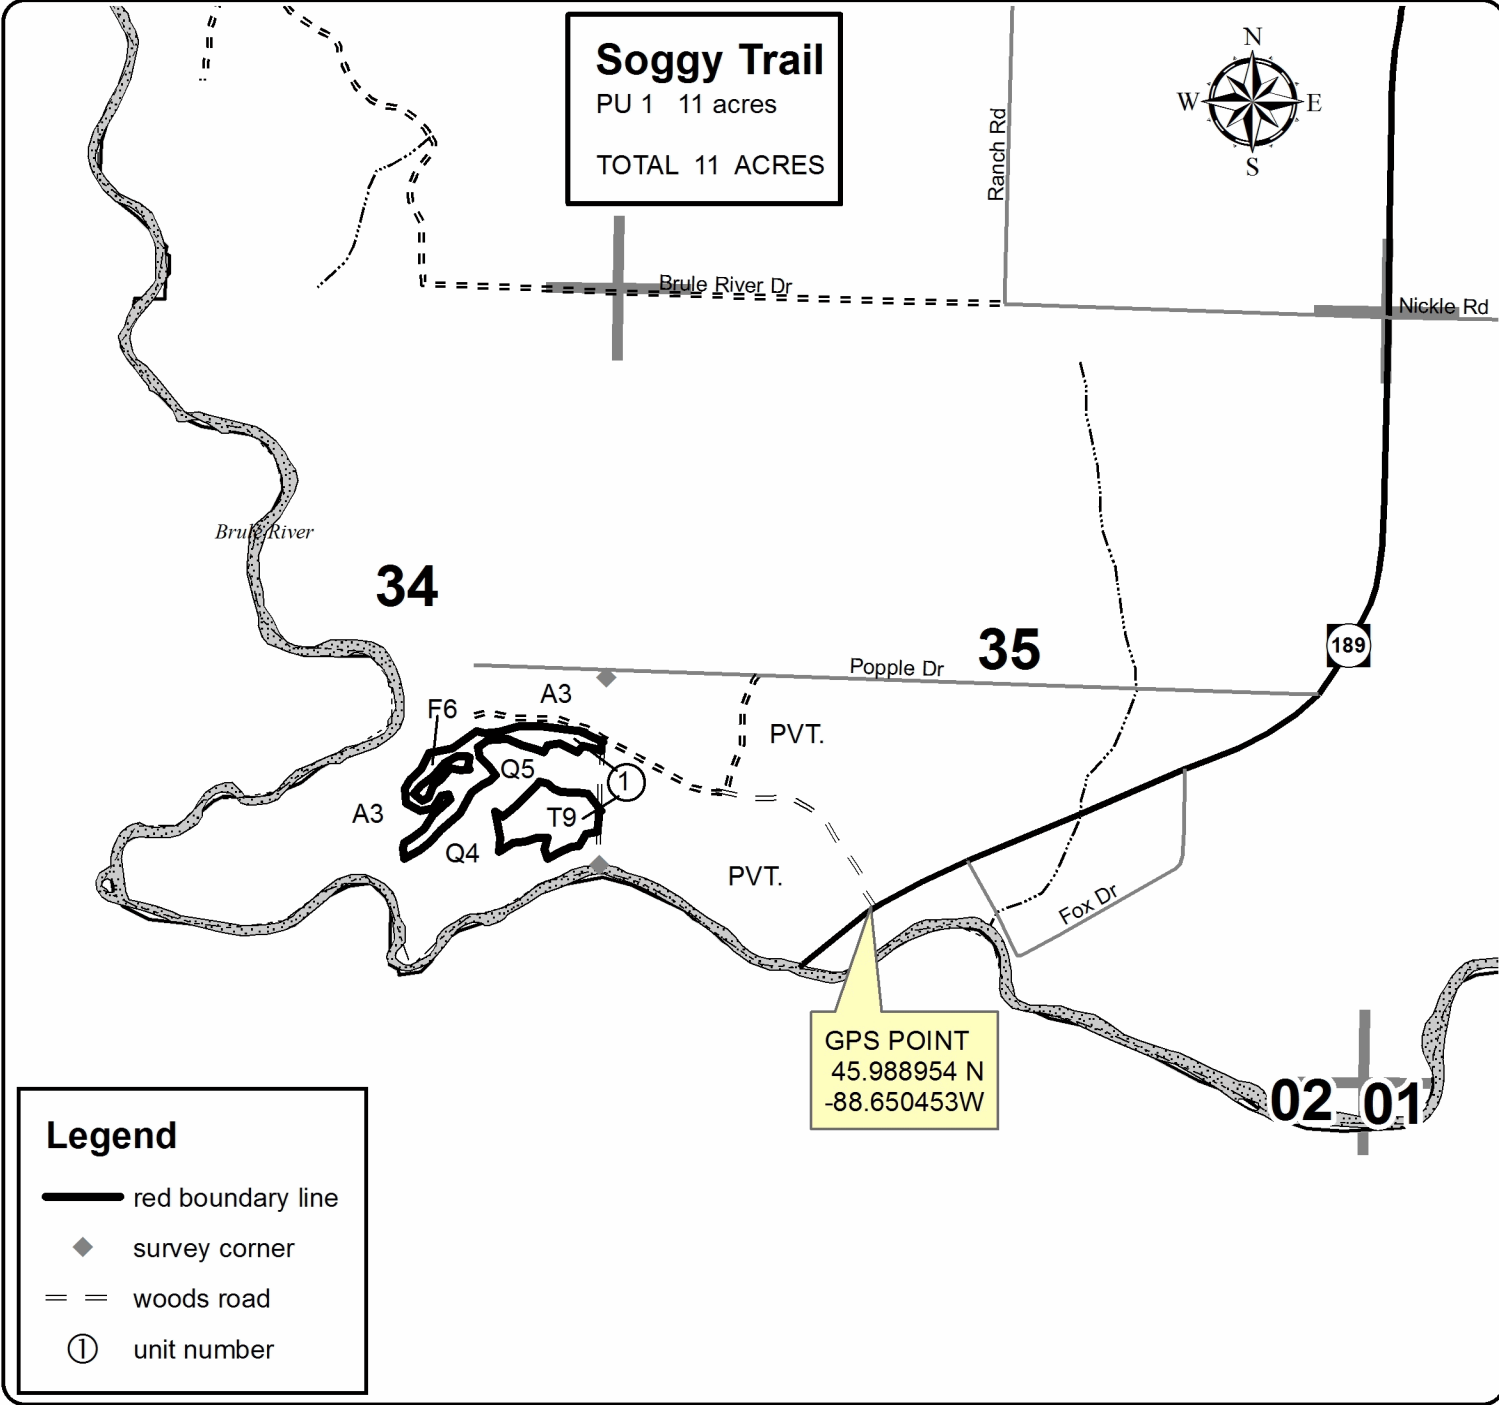 Soggy Trail
PU 1 11 acres
TOTAL 11 ACRES
N
W
E
S
Ranch Rd
Brule River Dr
Nickle Rd
Brule River
34
35
189
Popple Dr
A3
F6
PVT.
Q5
1
A3
T9
Q4
PVT.
Fox Dr
GPS POINT
45.988954 N
-88.650453W
02
01
Legend
red boundary line
survey corner
woods road
1 unit number